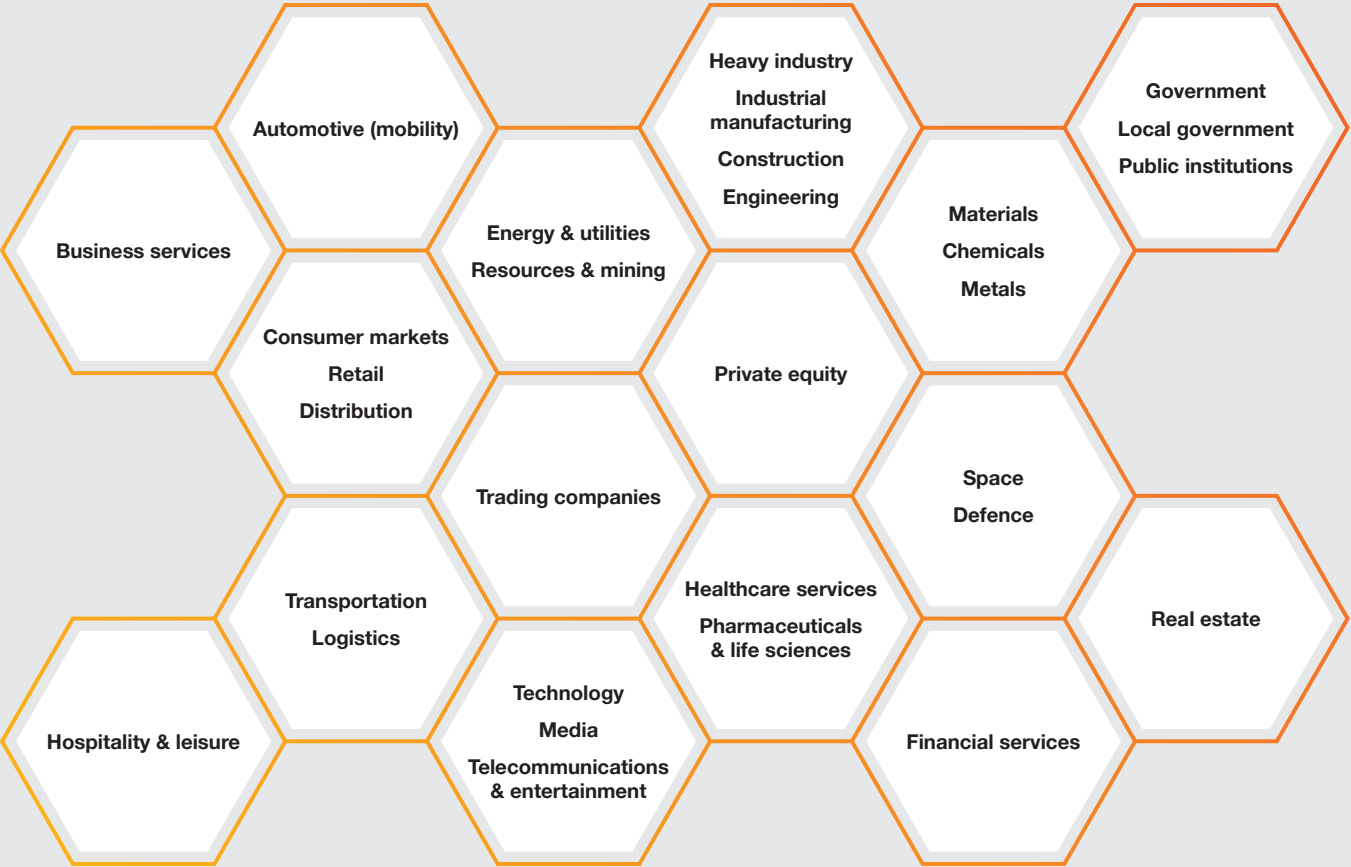 Automotive (mobility)
Business services
Heavy industry
Industrial
manufacturing
Construction
Engineering
Government
Local government
Public institutions
Energy & utilities
Resources & mining
Materials
Chemicals
Metals
Consumer markets
Retail
Distribution
Private equity
Trading companies
Space
Defence
Transportation
Logistics
Healthcare services
Pharmaceuticals
& life sciences
Real estate
Hospitality & leisure
Technology
Media
Telecommunications
& entertainment
Financial services